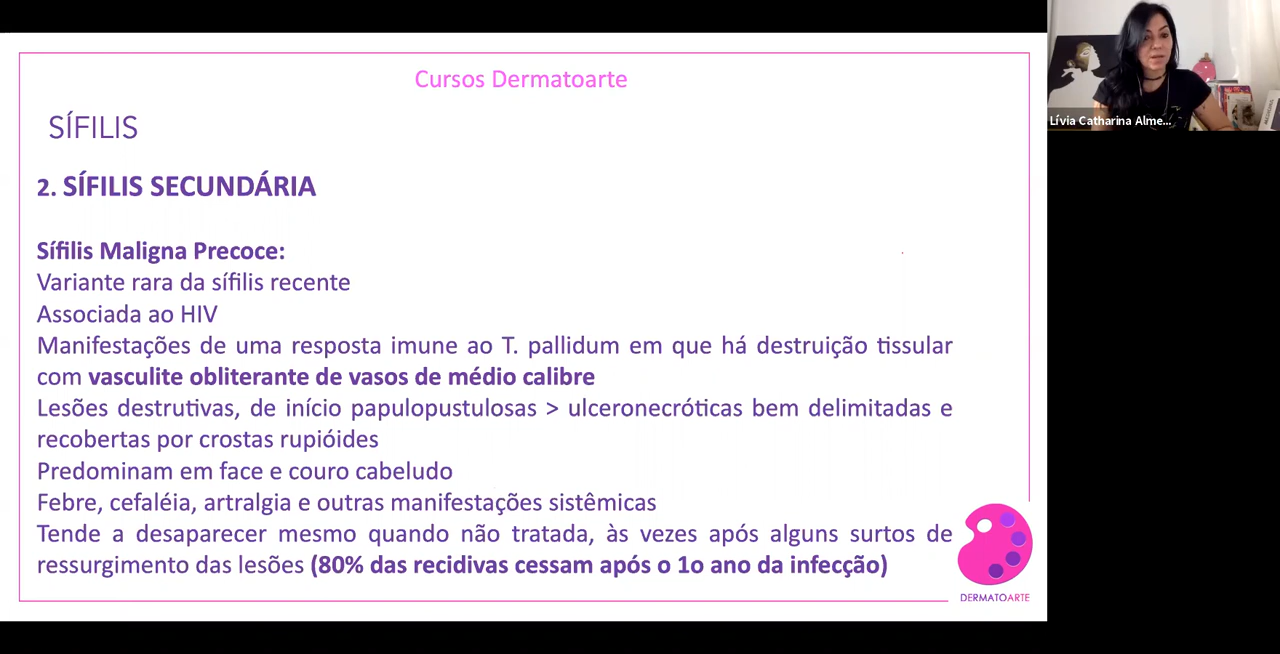 Cursos Dermatoarte
SÍFILIS
2. SÍFILIS SECUNDÁRIA
Sífilis Maligna Precoce:
Variante rara da sífilis recente
Associada ao HIV
Manifestações de uma resposta imune ao T. pallidum em que há destruição tissular
com vasculite obliterante de vasos de médio calibre
Lesões destrutivas, de início papulopustulosas > ulceronecróticas bem delimitadas e
recobertas por crostas rupióides
Predominam em face e couro cabeludo
Febre, cefaléia, artralgia e outras manifestações sistêmicas
Tende a desaparecer mesmo quando não tratada, às vezes após alguns surtos de
ressurgimento das lesões (80% das recidivas cessam após o 1o ano da infecção)
DERMATOARTE
Lívia Catharina Alme...